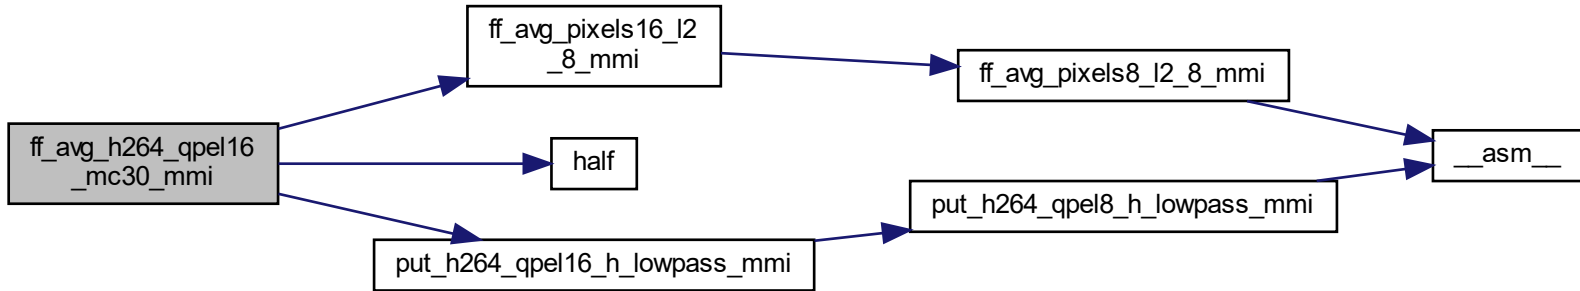 ff_avg_h264_qpel16
_mc30_mmi
ff_avg_pixels16_l2
_8_mmi
half
put_h264_qpel16_h_lowpass_mmi
ff_avg_pixels8_l2_8_mmi
put_h264_qpel8_h_lowpass_mmi
__asm__